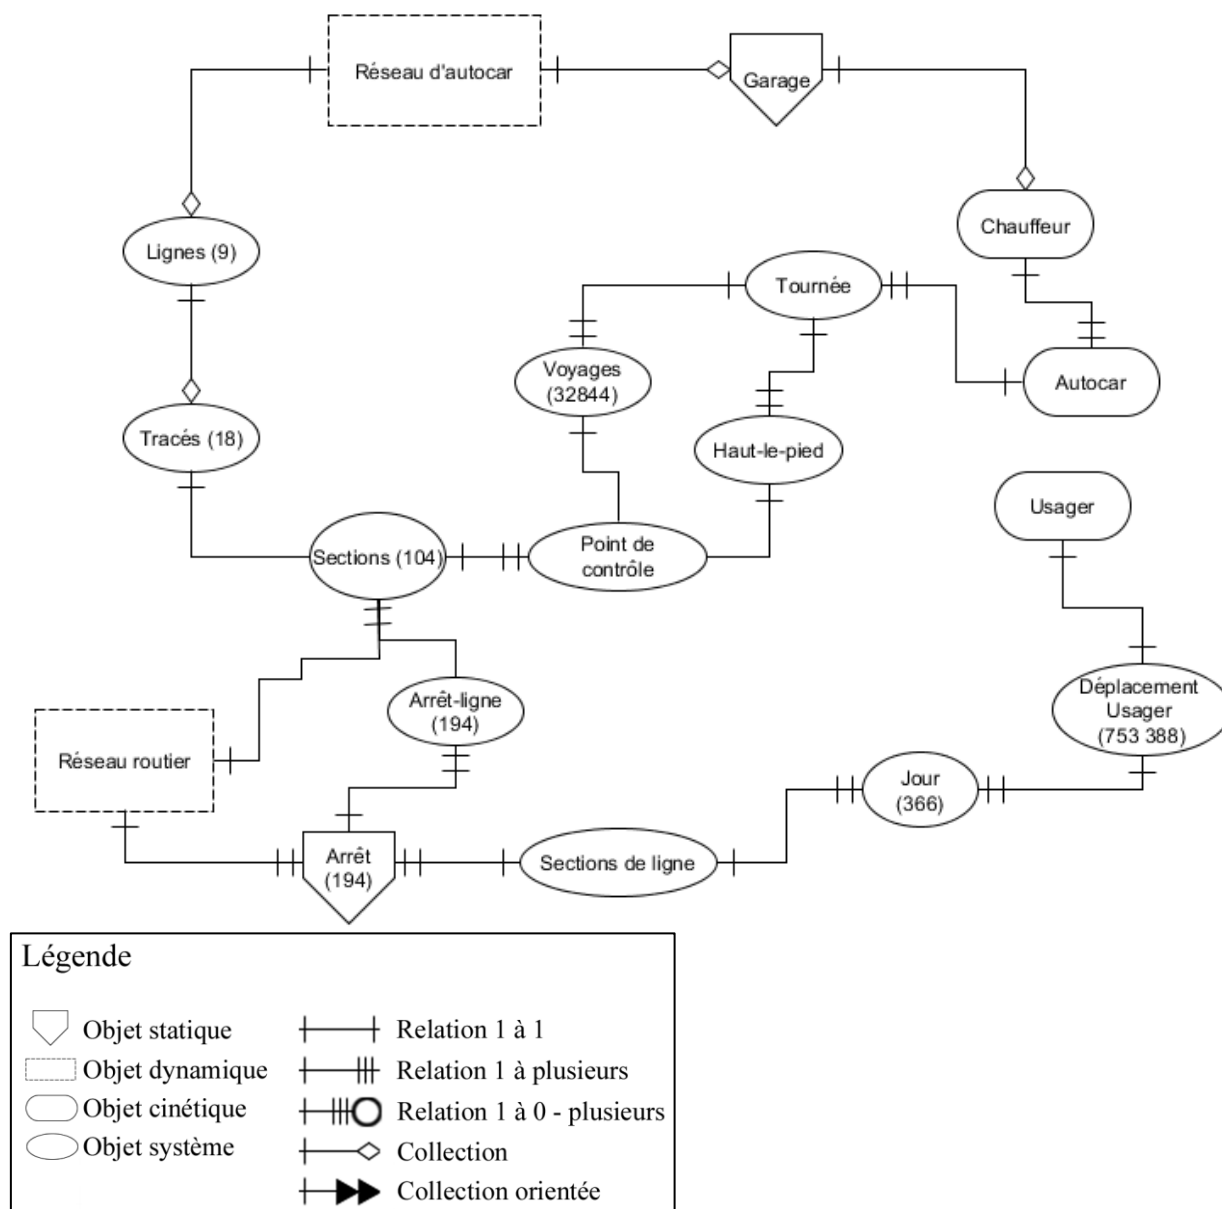 Réseau d'autocar
Garage
Chauffeur
Lignes (9)
Tournée
Voyages
(32844)
Autocar
Tracés (18)
Haut-le-pied
Usager
Sections (104)
Point de
contrôle
Arrêt-ligne
(194)
Déplacement
Usager
(753 388)
Réseau routier
Jour
(366)
Arrêt
(194)
Sections de ligne
Légende
Objet statique
Relation 1 à 1
Objet dynamique
Relation 1 à plusieurs
Objet cinétique
Relation 1 à 0 - plusieurs
Objet système
Collection
Collection orientée